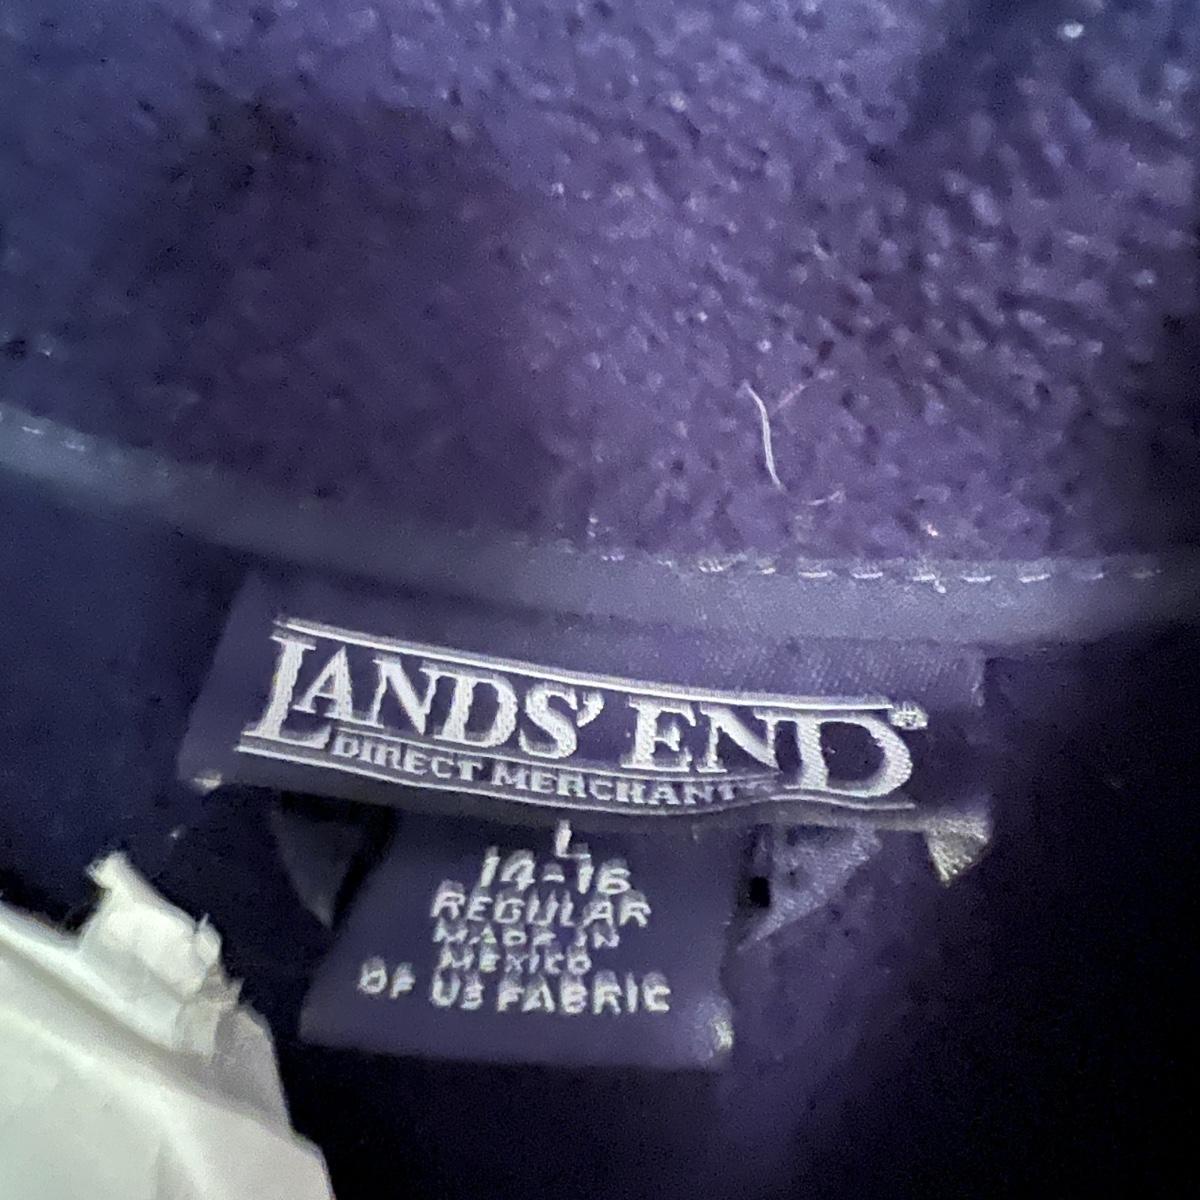 LANDS' END®
DIRECT MERCHANTS
L
14-16
REGULAR
MADE IN
MEXICO
OF US FABRIC